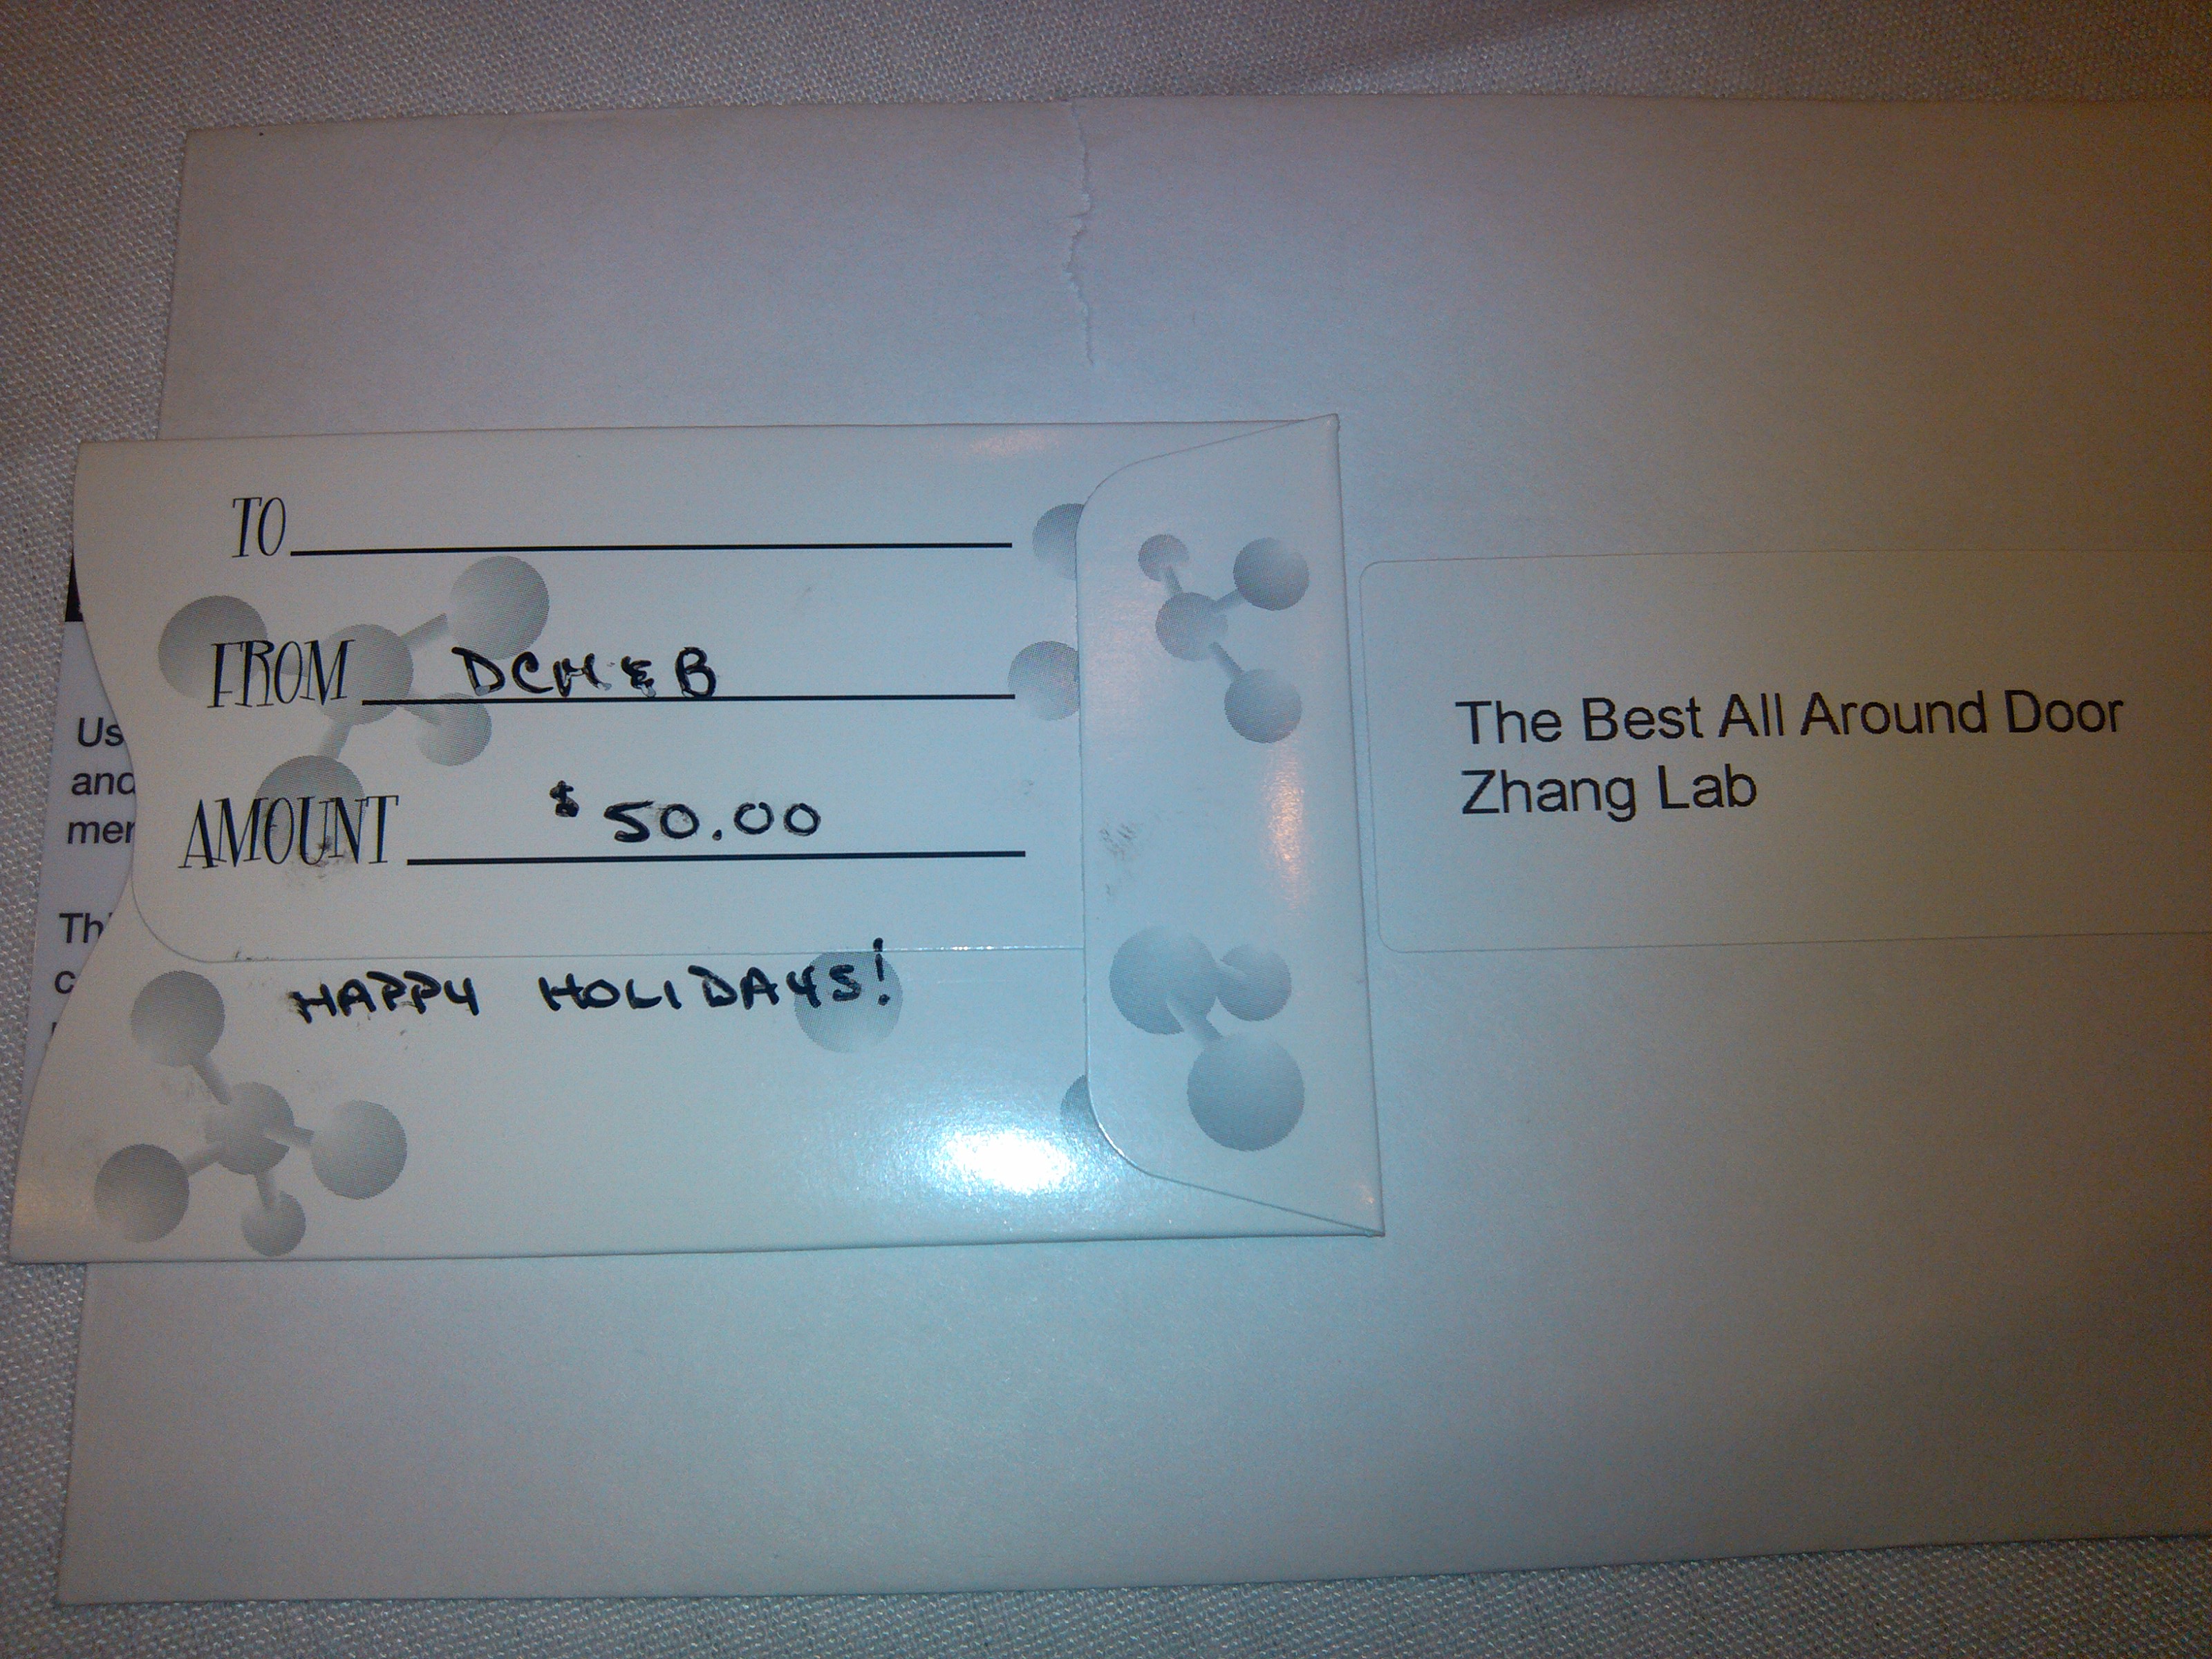 TO
FROM DCM & B
AMOUNT $50.00
HAPPY HOLIDAYS!
The Best All Around Door
Zhang Lab